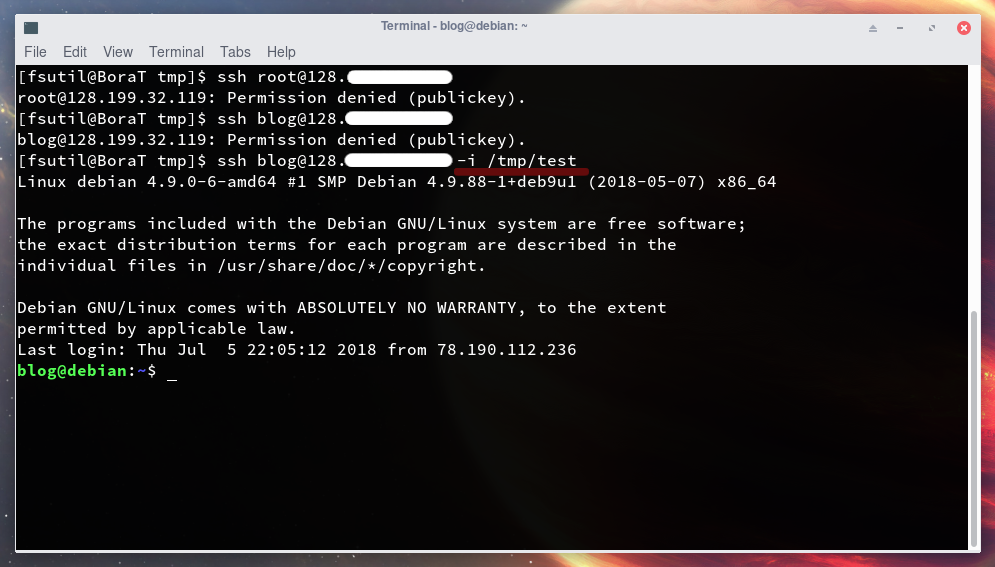 Terminal - blog@debian: ~
File Edit View Terminal Tabs Help
[fsutil@BoraT tmp]$ ssh root@128.
root@128.199.32.119: Permission denied (publickey).
[fsutil@BoraT tmp]$ ssh blog@128.
blog@128.199.32.119: Permission denied (publickey).
[fsutil@BoraT tmp]$ ssh blog@128. -i /tmp/test
Linux debian 4.9.0-6-amd64 #1 SMP Debian 4.9.88-1+deb9u1 (2018-05-07) x86_64
The programs included with the Debian GNU/Linux system are free software;
the exact distribution terms for each program are described in the
individual files in /usr/share/doc/*/copyright.
Debian GNU/Linux comes with ABSOLUTELY NO WARRANTY, to the extent
permitted by applicable law.
Last login: Thu Jul  5 22:05:12 2018 from 78.190.112.236
blog@debian:~$ _